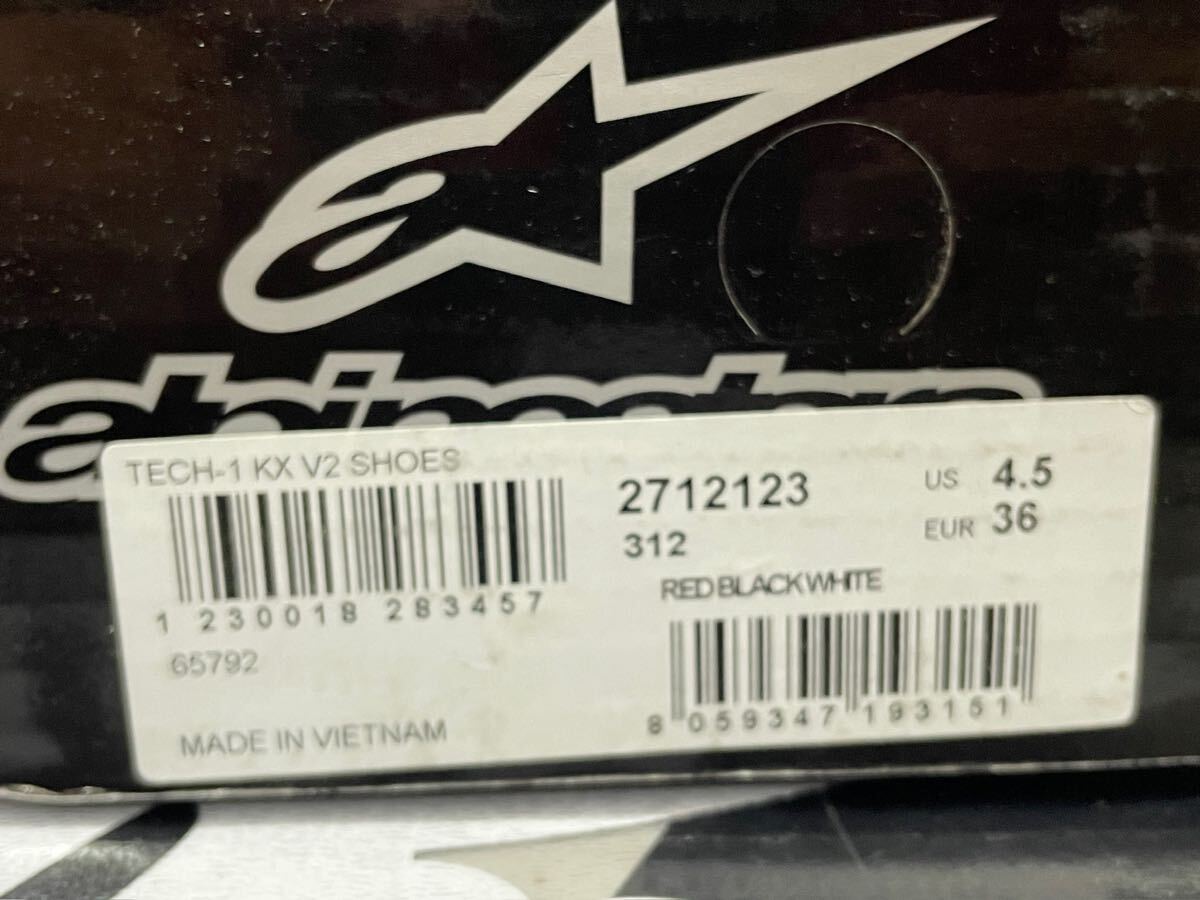 alpinestars
TECH-1 KX V2 SHOES
1 230018 283457
65792
MADE IN VIETNAM
2712123
312
RED BLACK WHITE
US 4.5
EUR 36
8 059347 193151